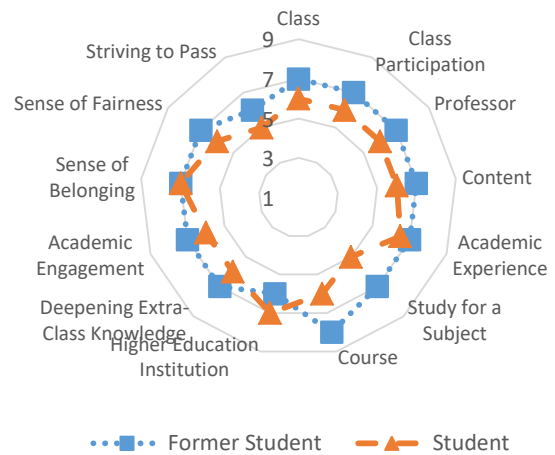 Class
Class
Participation
Professor
Content
Academic
Experience
Study for a
Subject
Course
Higher Education
Institution
Deepening Extra-
Class Knowledge
Academic
Engagement
Sense of
Belonging
Sense of Fairness
Striving to Pass
9
7
5
3
1
Former Student
Student